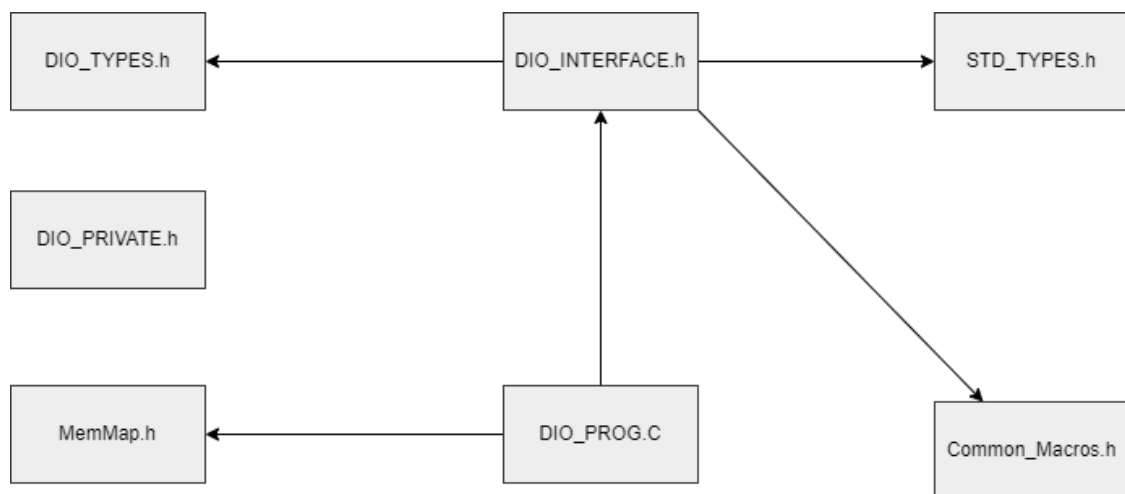 DIO_TYPES.h
DIO_INTERFACE.h
STD_TYPES.h
DIO_PRIVATE.h
MemMap.h
DIO_PROG.C
Common_Macros.h